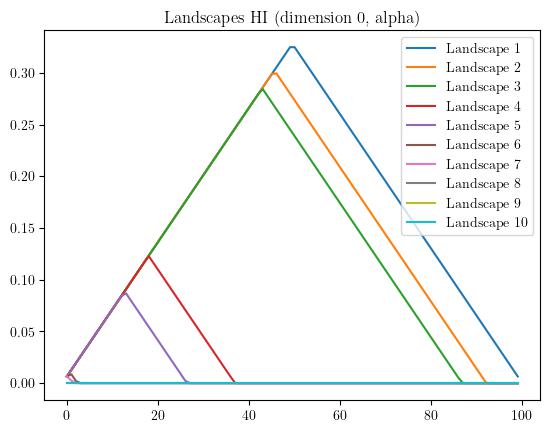 Landscapes HI (dimension 0, alpha)
0.30
0.25
0.20
0.15
0.10
0.05
0.00
0
20
40
60
80
100
Landscape 1
Landscape 2
Landscape 3
Landscape 4
Landscape 5
Landscape 6
Landscape 7
Landscape 8
Landscape 9
Landscape 10